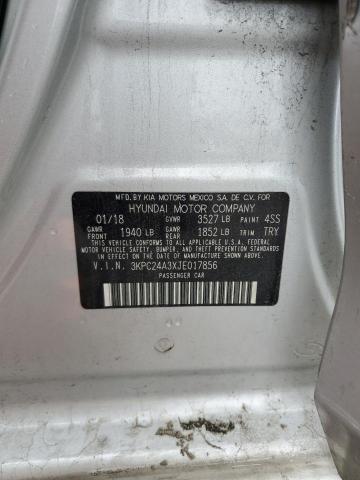 MFD. BY KIA MOTORS MEXICO S.A. DE C.V. FOR
HYUNDAI MOTOR COMPANY
01/18 GVWR 3527 LB PAINT 4SS
GAWR FRONT 1940 LB GAWR REAR 1852 LB TRIM TRY
THIS VEHICLE CONFORMS TO ALL APPLICABLE U.S.A. FEDERAL
MOTOR VEHICLE SAFETY, BUMPER, AND THEFT PREVENTION
STANDARDS IN EFFECT ON THE DATE OF MANUFACTURE SHOWN ABOVE.
V.I.N. 3KPC24A3XJE017856
PASSENGER CAR